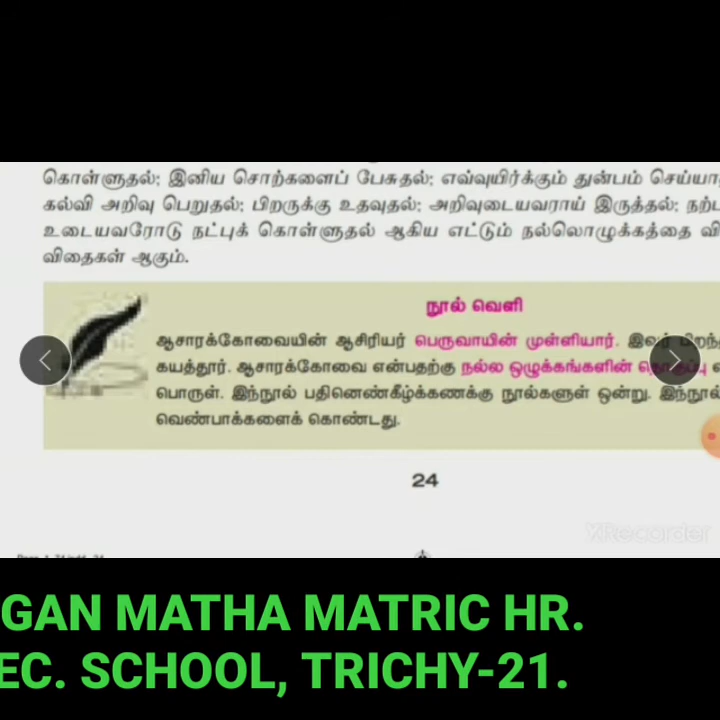 கொள்ளுதல்; இனிய சொற்களைப் பேசுதல்; எவ்வுயிர்க்கும் துன்பம் செய்யா
கல்வி அறிவு பெறுதல்; பிறருக்கு உதவுதல்; அறிவுடையவராய் இருத்தல்; நற்ப
உடையவரோடு நட்புக் கொள்ளுதல் ஆகிய எட்டும் நல்லொழுக்கத்தை வி
விதைகள் ஆகும்.
நூல் வெளி
ஆசாரக்கோவையின் ஆசிரியர் பெருவாயின் முள்ளியார். இவர் பிறந்
கயத்தூர். ஆசாரக்கோவை என்பதற்கு நல்ல ஒழுக்கங்களின் தொகுப்பு எ
பொருள். இந்நூல் பதினெண்கீழ்க்கணக்கு நூல்களுள் ஒன்று. இந்நூல்
வெண்பாக்களைக் கொண்டது.
24
XRecorder
GAN MATHA MATRIC HR.
EC. SCHOOL, TRICHY-21.